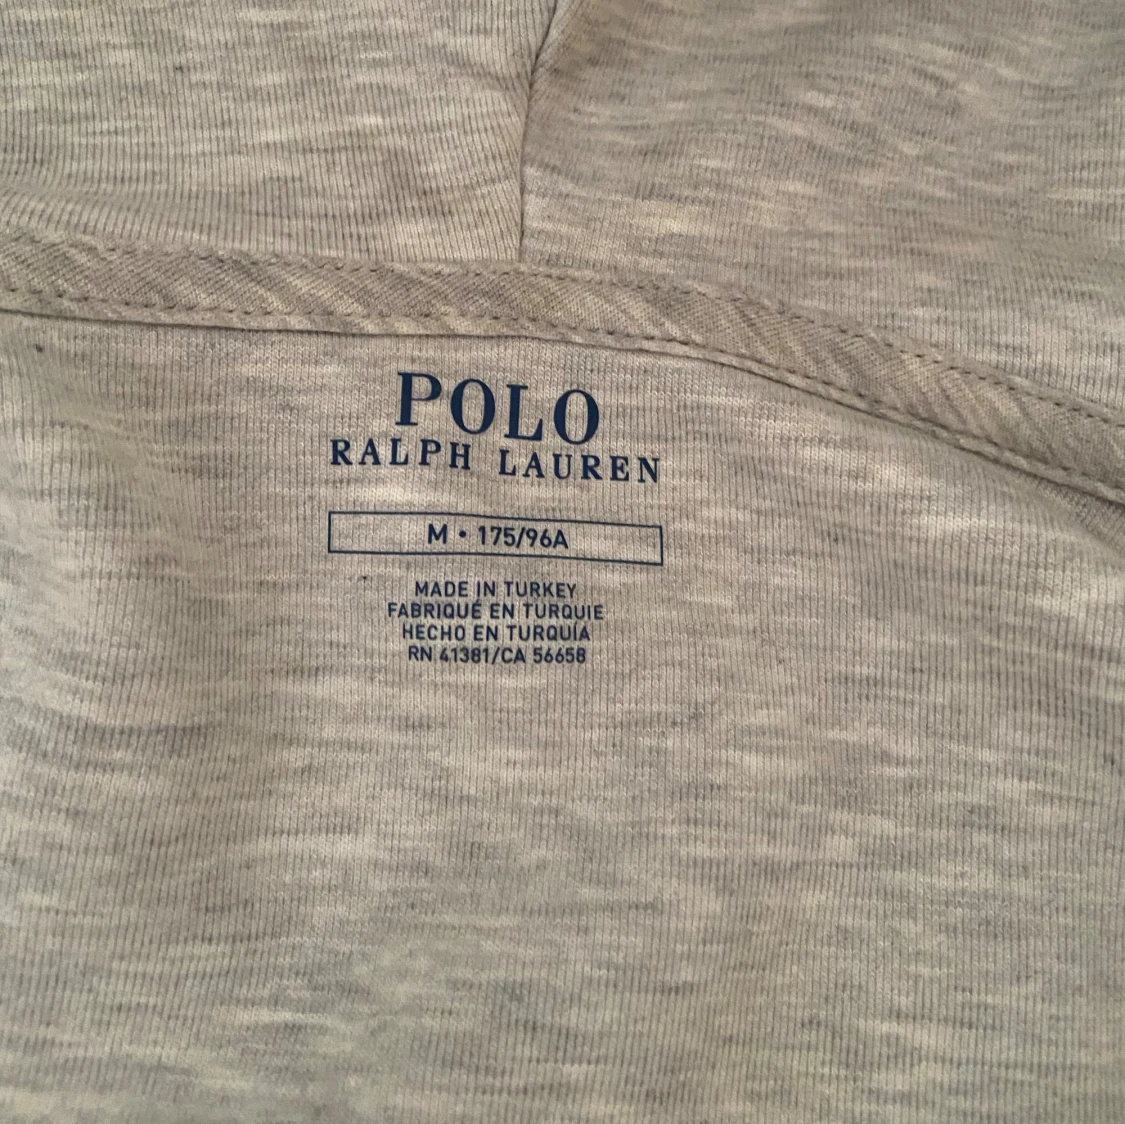 POLO
RALPH LAUREN
M • 175/96A
MADE IN TURKEY
FABRIQUÉ EN TURQUIE
HECHO EN TURQUÍA
RN 41381/CA 56658